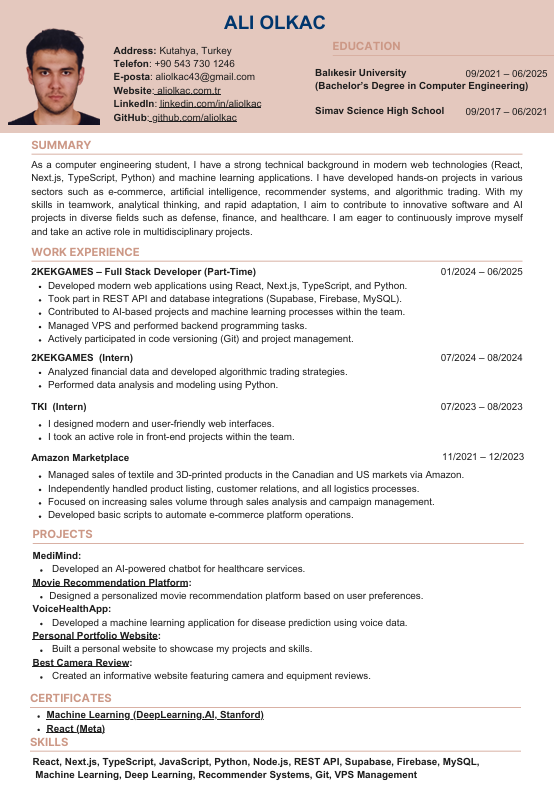 ALI OLKAC
Address: Kutahya, Turkey
Telefon: +90 543 730 1246
E-posta: aliolkac43@gmail.com
Website: aliolkac.com.tr
LinkedIn: linkedin.com/in/aliolkac
GitHub: github.com/aliolkac
EDUCATION
Balıkesir University 09/2021 – 06/2025
(Bachelor's Degree in Computer Engineering)
Simav Science High School 09/2017 – 06/2021
SUMMARY
As a computer engineering student, I have a strong technical background in modern web technologies (React,
Next.js, TypeScript, Python) and machine learning applications. I have developed hands-on projects in various
sectors such as e-commerce, artificial intelligence, recommender systems, and algorithmic trading. With my
skills in teamwork, analytical thinking, and rapid adaptation, I aim to contribute to innovative software and AI
projects in diverse fields such as defense, finance, and healthcare. I am eager to continuously improve myself
and take an active role in multidisciplinary projects.
WORK EXPERIENCE
2KEKGAMES – Full Stack Developer (Part-Time) 01/2024 – 06/2025
• Developed modern web applications using React, Next.js, TypeScript, and Python.
• Took part in REST API and database integrations (Supabase, Firebase, MySQL).
• Contributed to AI-based projects and machine learning processes within the team.
• Managed VPS and performed backend programming tasks.
• Actively participated in code versioning (Git) and project management.
2KEKGAMES (Intern) 07/2024 – 08/2024
• Analyzed financial data and developed algorithmic trading strategies.
• Performed data analysis and modeling using Python.
TKI (Intern) 07/2023 – 08/2023
• I designed modern and user-friendly web interfaces.
• I took an active role in front-end projects within the team.
Amazon Marketplace 11/2021 – 12/2023
• Managed sales of textile and 3D-printed products in the Canadian and US markets via Amazon.
• Independently handled product listing, customer relations, and all logistics processes.
• Focused on increasing sales volume through sales analysis and campaign management.
• Developed basic scripts to automate e-commerce platform operations.
PROJECTS
MediMind:
• Developed an AI-powered chatbot for healthcare services.
Movie Recommendation Platform:
• Designed a personalized movie recommendation platform based on user preferences.
VoiceHealthApp:
• Developed a machine learning application for disease prediction using voice data.
Personal Portfolio Website:
• Built a personal website to showcase my projects and skills.
Best Camera Review:
• Created an informative website featuring camera and equipment reviews.
CERTIFICATES
• Machine Learning (DeepLearning.AI, Stanford)
• React (Meta)
SKILLS
React, Next.js, TypeScript, JavaScript, Python, Node.js, REST API, Supabase, Firebase, MySQL,
Machine Learning, Deep Learning, Recommender Systems, Git, VPS Management